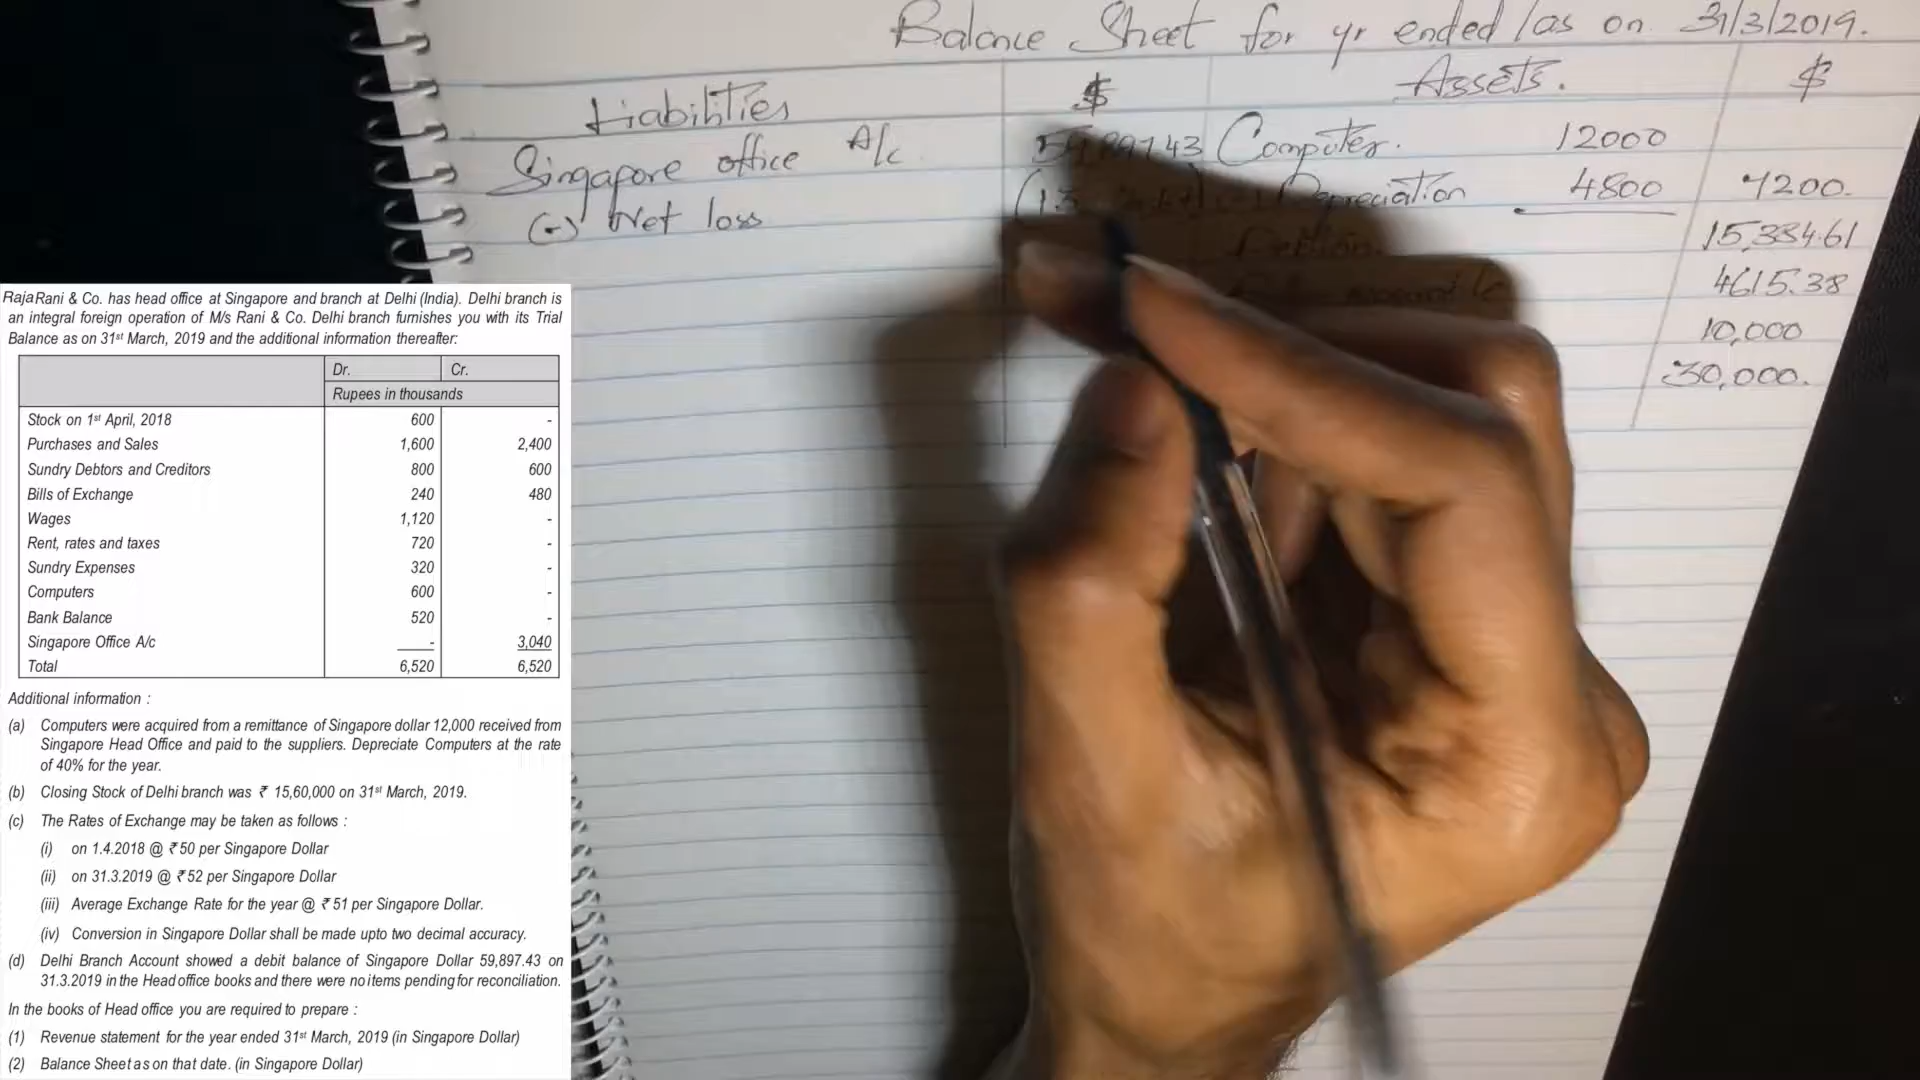 Balance Sheet for yr ended /as on 31/3/2019.
Liabilities $ Assets. $
Singapore office A/c Computer. 12000
(-) Net loss Depreciation 4800 7200.
15,384.61
4615.38
10,000
30,000.
Raja Rani & Co. has head office at Singapore and branch at Delhi (India). Delhi branch is
an integral foreign operation of M/s Rani & Co. Delhi branch furnishes you with its Trial
Balance as on 31st March, 2019 and the additional information thereafter:
Dr. Cr.
Rupees in thousands
Stock on 1st April, 2018 600 -
Purchases and Sales 1,600 2,400
Sundry Debtors and Creditors 800 600
Bills of Exchange 240 480
Wages 1,120 -
Rent, rates and taxes 720 -
Sundry Expenses 320 -
Computers 600 -
Bank Balance 520 -
Singapore Office A/c - 3,040
Total 6,520 6,520
Additional information :
(a) Computers were acquired from a remittance of Singapore dollar 12,000 received from
Singapore Head Office and paid to the suppliers. Depreciate Computers at the rate
of 40% for the year.
(b) Closing Stock of Delhi branch was ₹ 15,60,000 on 31st March, 2019.
(c) The Rates of Exchange may be taken as follows :
(i) on 1.4.2018 @ ₹ 50 per Singapore Dollar
(ii) on 31.3.2019 @ ₹ 52 per Singapore Dollar
(iii) Average Exchange Rate for the year @ ₹ 51 per Singapore Dollar.
(iv) Conversion in Singapore Dollar shall be made upto two decimal accuracy.
(d) Delhi Branch Account showed a debit balance of Singapore Dollar 59,897.43 on
31.3.2019 in the Head office books and there were no items pending for reconciliation.
In the books of Head office you are required to prepare :
(1) Revenue statement for the year ended 31st March, 2019 (in Singapore Dollar)
(2) Balance Sheet as on that date. (in Singapore Dollar)